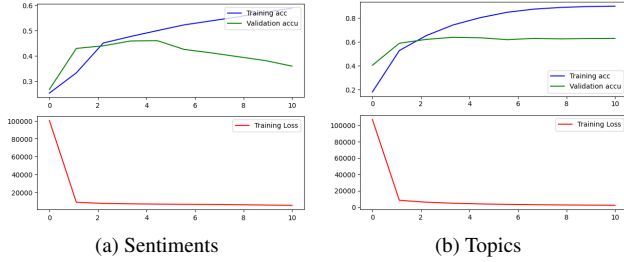 0.6
0.5
0.4
0.3
Training acc
Validation accu
0 2 4 6 8 10
100000
80000
60000
40000
20000
Training Loss
0 2 4 6 8 10
(a) Sentiments
0.8
0.6
0.4
0.2
Training acc
Validation accu
0 2 4 6 8 10
100000
80000
60000
40000
20000
0
Training Loss
0 2 4 6 8 10
(b) Topics